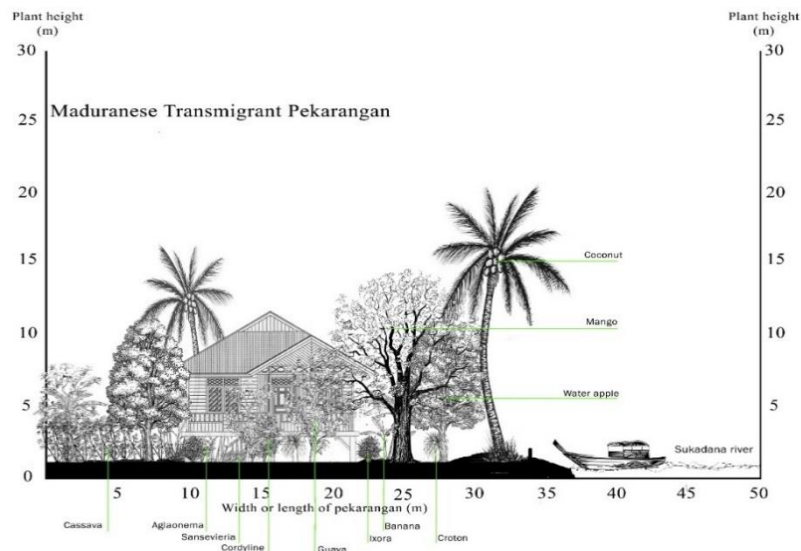 Plant height
(m)
Plant height
(m)
30
30
Maduranese Transmigrant Pekarangan
25
25
20
20
15
Coconut
15
10
Mango
10
5
Water apple
5
Sukadana river
0
0
5
10
15
20
25
30
35
40
45
50
Width or length of pekarangan (m)
Cassava
Aglaonema
Sansevieria
Cordyline
Guava
Ixora
Banana
Croton